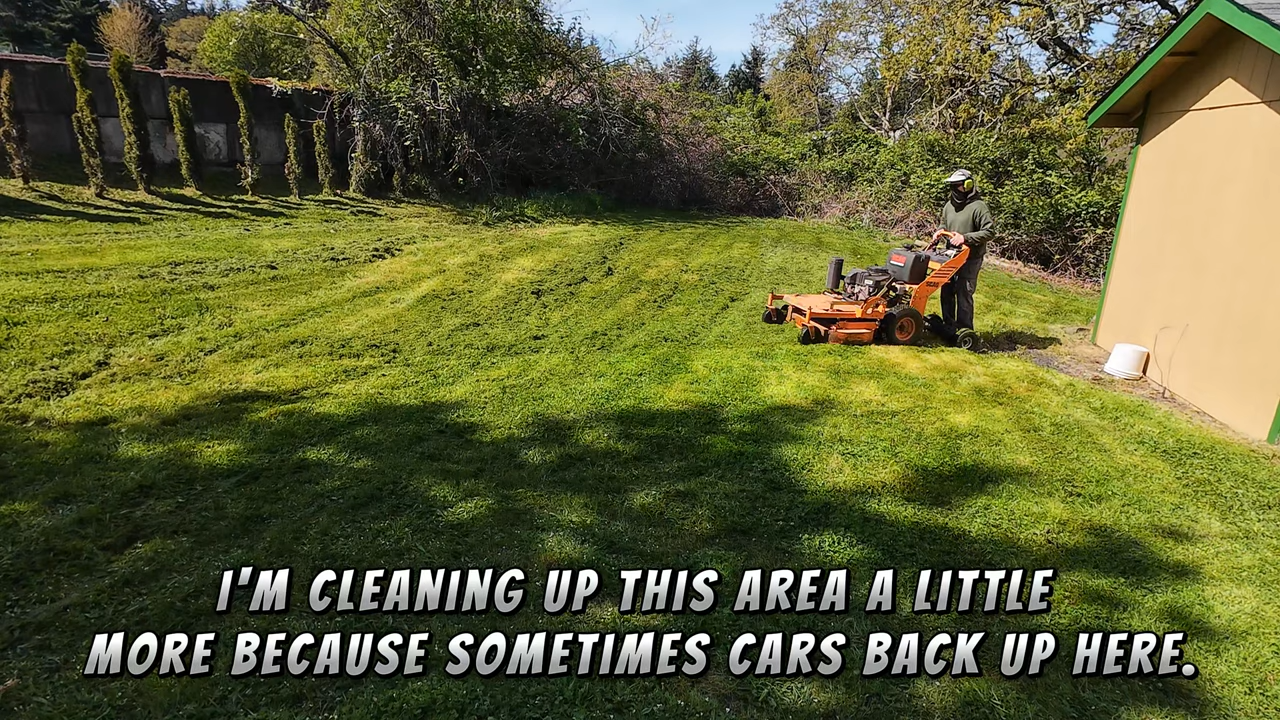 I'M CLEANING UP THIS AREA A LITTLE
MORE BECAUSE SOMETIMES CARS BACK UP HERE.